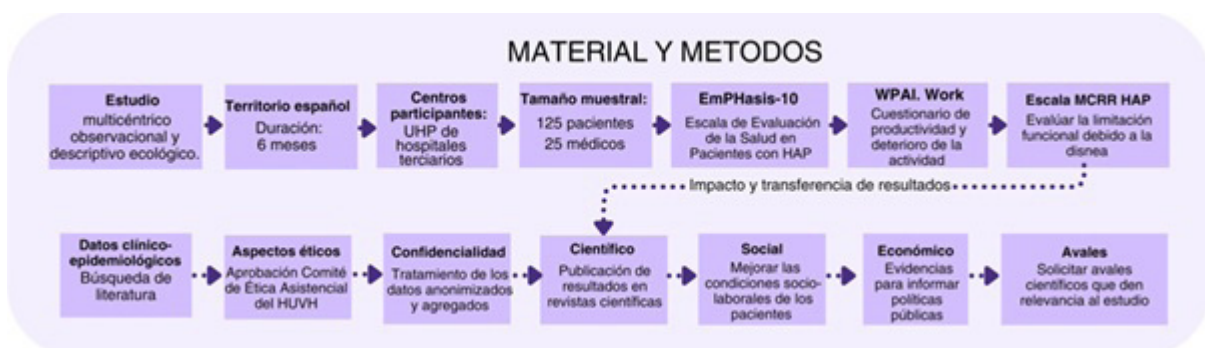 MATERIAL Y METODOS
Estudio
multicéntrico
observacional y
descriptivo ecológico.
Territorio español
Duración:
6 meses
Centros
participantes:
UHP de
hospitales
terciarios
Tamaño muestral:
125 pacientes
25 médicos
EmPHasis-10
Escala de Evaluación
de la Salud en
Pacientes con HAP
WPAI. Work
Cuestionario de
productividad y
deterioro de la
actividad
Escala MCRR HAP
Evalúar la limitación
funcional debido a la
disnea
Impacto y transferencia de resultados
Datos clínico-
epidemiológicos
Búsqueda de
literatura
Aspectos éticos
Aprobación Comité
de Ética Asistencial
del HUVH
Confidencialidad
Tratamiento de los
datos anonimizados
y agregados
Científico
Publicación de
resultados en
revistas científicas
Social
Mejorar las
condiciones socio-
laborales de los
pacientes
Económico
Evidencias
para informar
políticas
públicas
Avales
Solicitar avales
científicos que den
relevancia al estudio